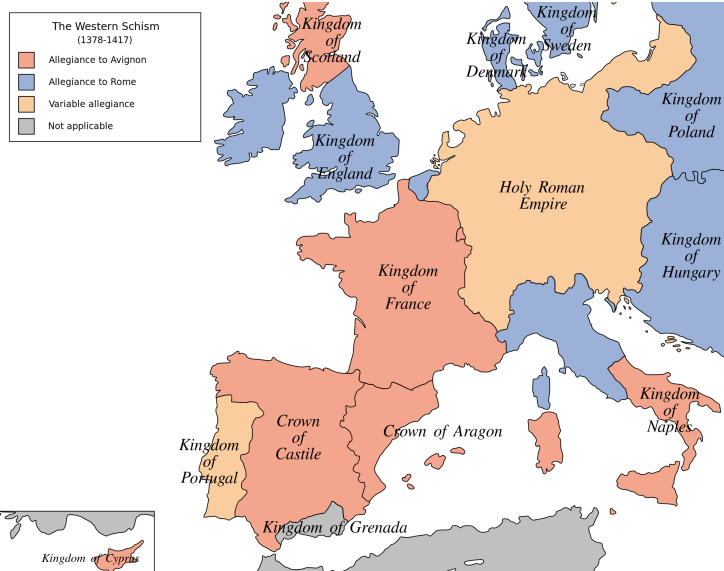 The Western Schism
(1378-1417)
Allegiance to Avignon
Allegiance to Rome
Variable allegiance
Not applicable
Kingdom
of
Scotland
Kingdom
of
Denmark
Kingdom
of
Sweden
Kingdom
of
England
Kingdom
of
Poland
Holy Roman
Empire
Kingdom
of
Hungary
Kingdom
of
France
Kingdom
of
Naples
Crown
of
Castile
Crown of Aragon
Kingdom
of
Portugal
Kingdom of Grenada
Kingdom of Cyprus